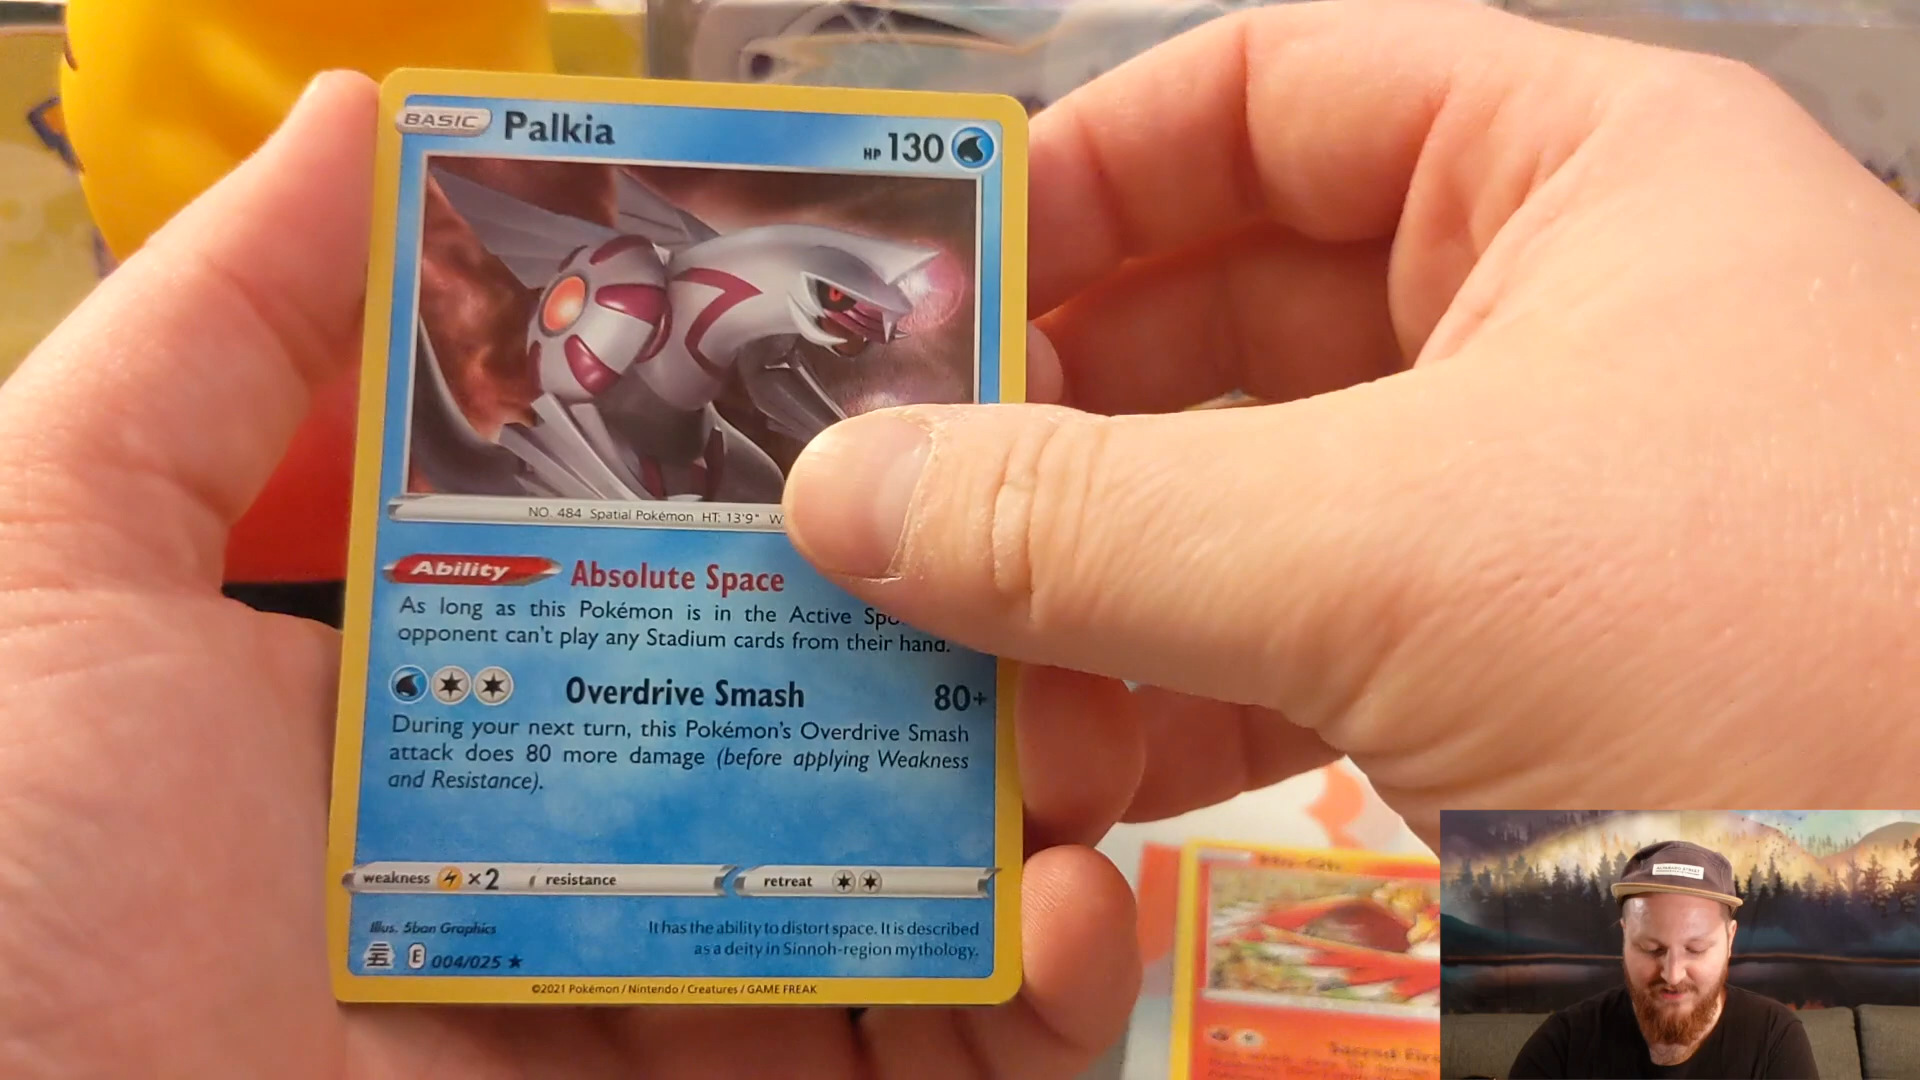 BASIC Palkia HP 130
NO. 484 Spatial Pokémon HT: 13'9" W
Ability Absolute Space
As long as this Pokémon is in the Active
opponent can't play any Stadium cards from their hand.
Overdrive Smash 80+
During your next turn, this Pokémon's Overdrive Smash
attack does 80 more damage (before applying Weakness
and Resistance).
weakness ×2 resistance retreat
Illus. 5ban Graphics
It has the ability to distort space. It is described
as a deity in Sinnoh-region mythology.
E 004/025 ★
©2021 Pokémon / Nintendo / Creatures / GAME FREAK